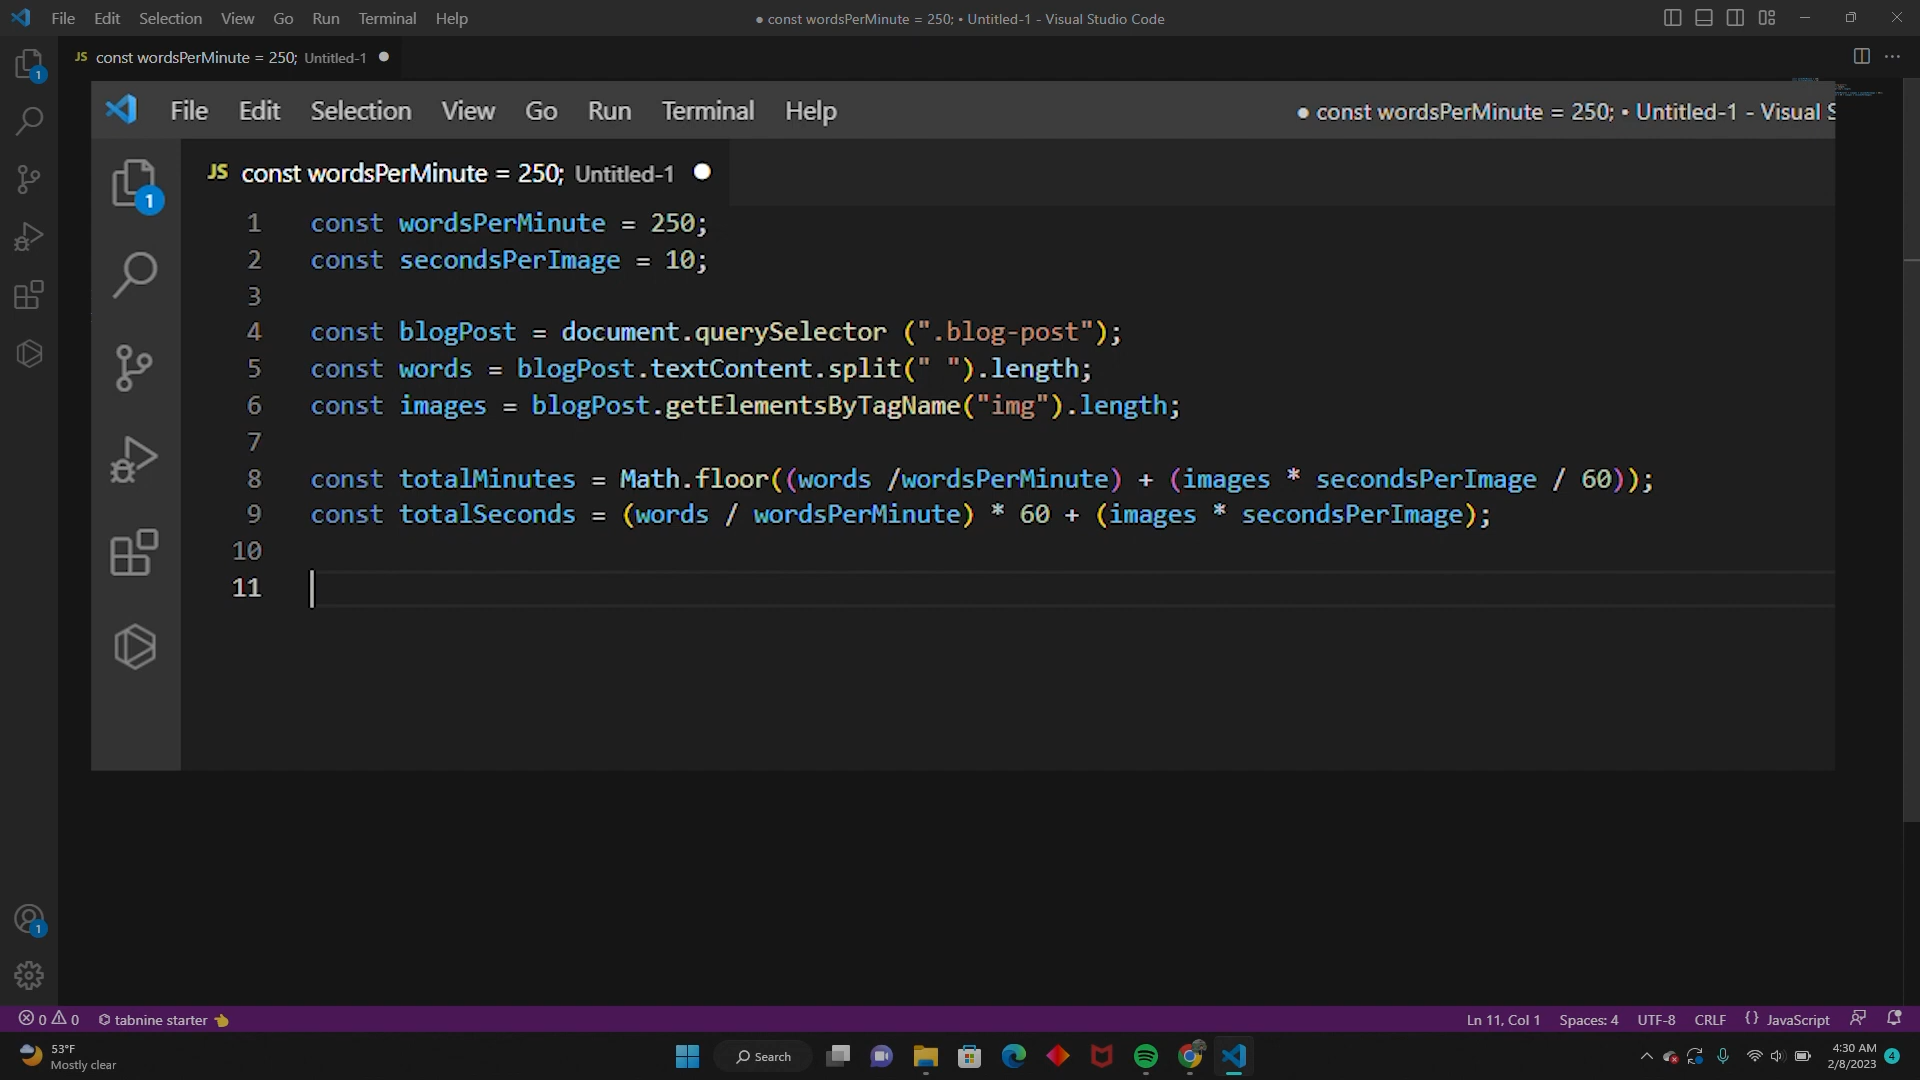 File Edit Selection View Go Run Terminal Help
● const wordsPerMinute = 250; • Untitled-1 - Visual Studio Code
JS const wordsPerMinute = 250; Untitled-1 ●
1
File Edit Selection View Go Run Terminal Help
● const wordsPerMinute = 250; • Untitled-1 - Visual S
JS const wordsPerMinute = 250; Untitled-1 ●
1
1 const wordsPerMinute = 250;
2 const secondsPerImage = 10;
3
4 const blogPost = document.querySelector (".blog-post");
5 const words = blogPost.textContent.split(" ").length;
6 const images = blogPost.getElementsByTagName("img").length;
7
8 const totalMinutes = Math.floor((words /wordsPerMinute) + (images * secondsPerImage / 60));
9 const totalSeconds = (words / wordsPerMinute) * 60 + (images * secondsPerImage);
10
11
1
0 0 tabnine starter
Ln 11, Col 1 Spaces: 4 UTF-8 CRLF {} JavaScript
53°F
Mostly clear
Search
4:30 AM
2/8/2023
4